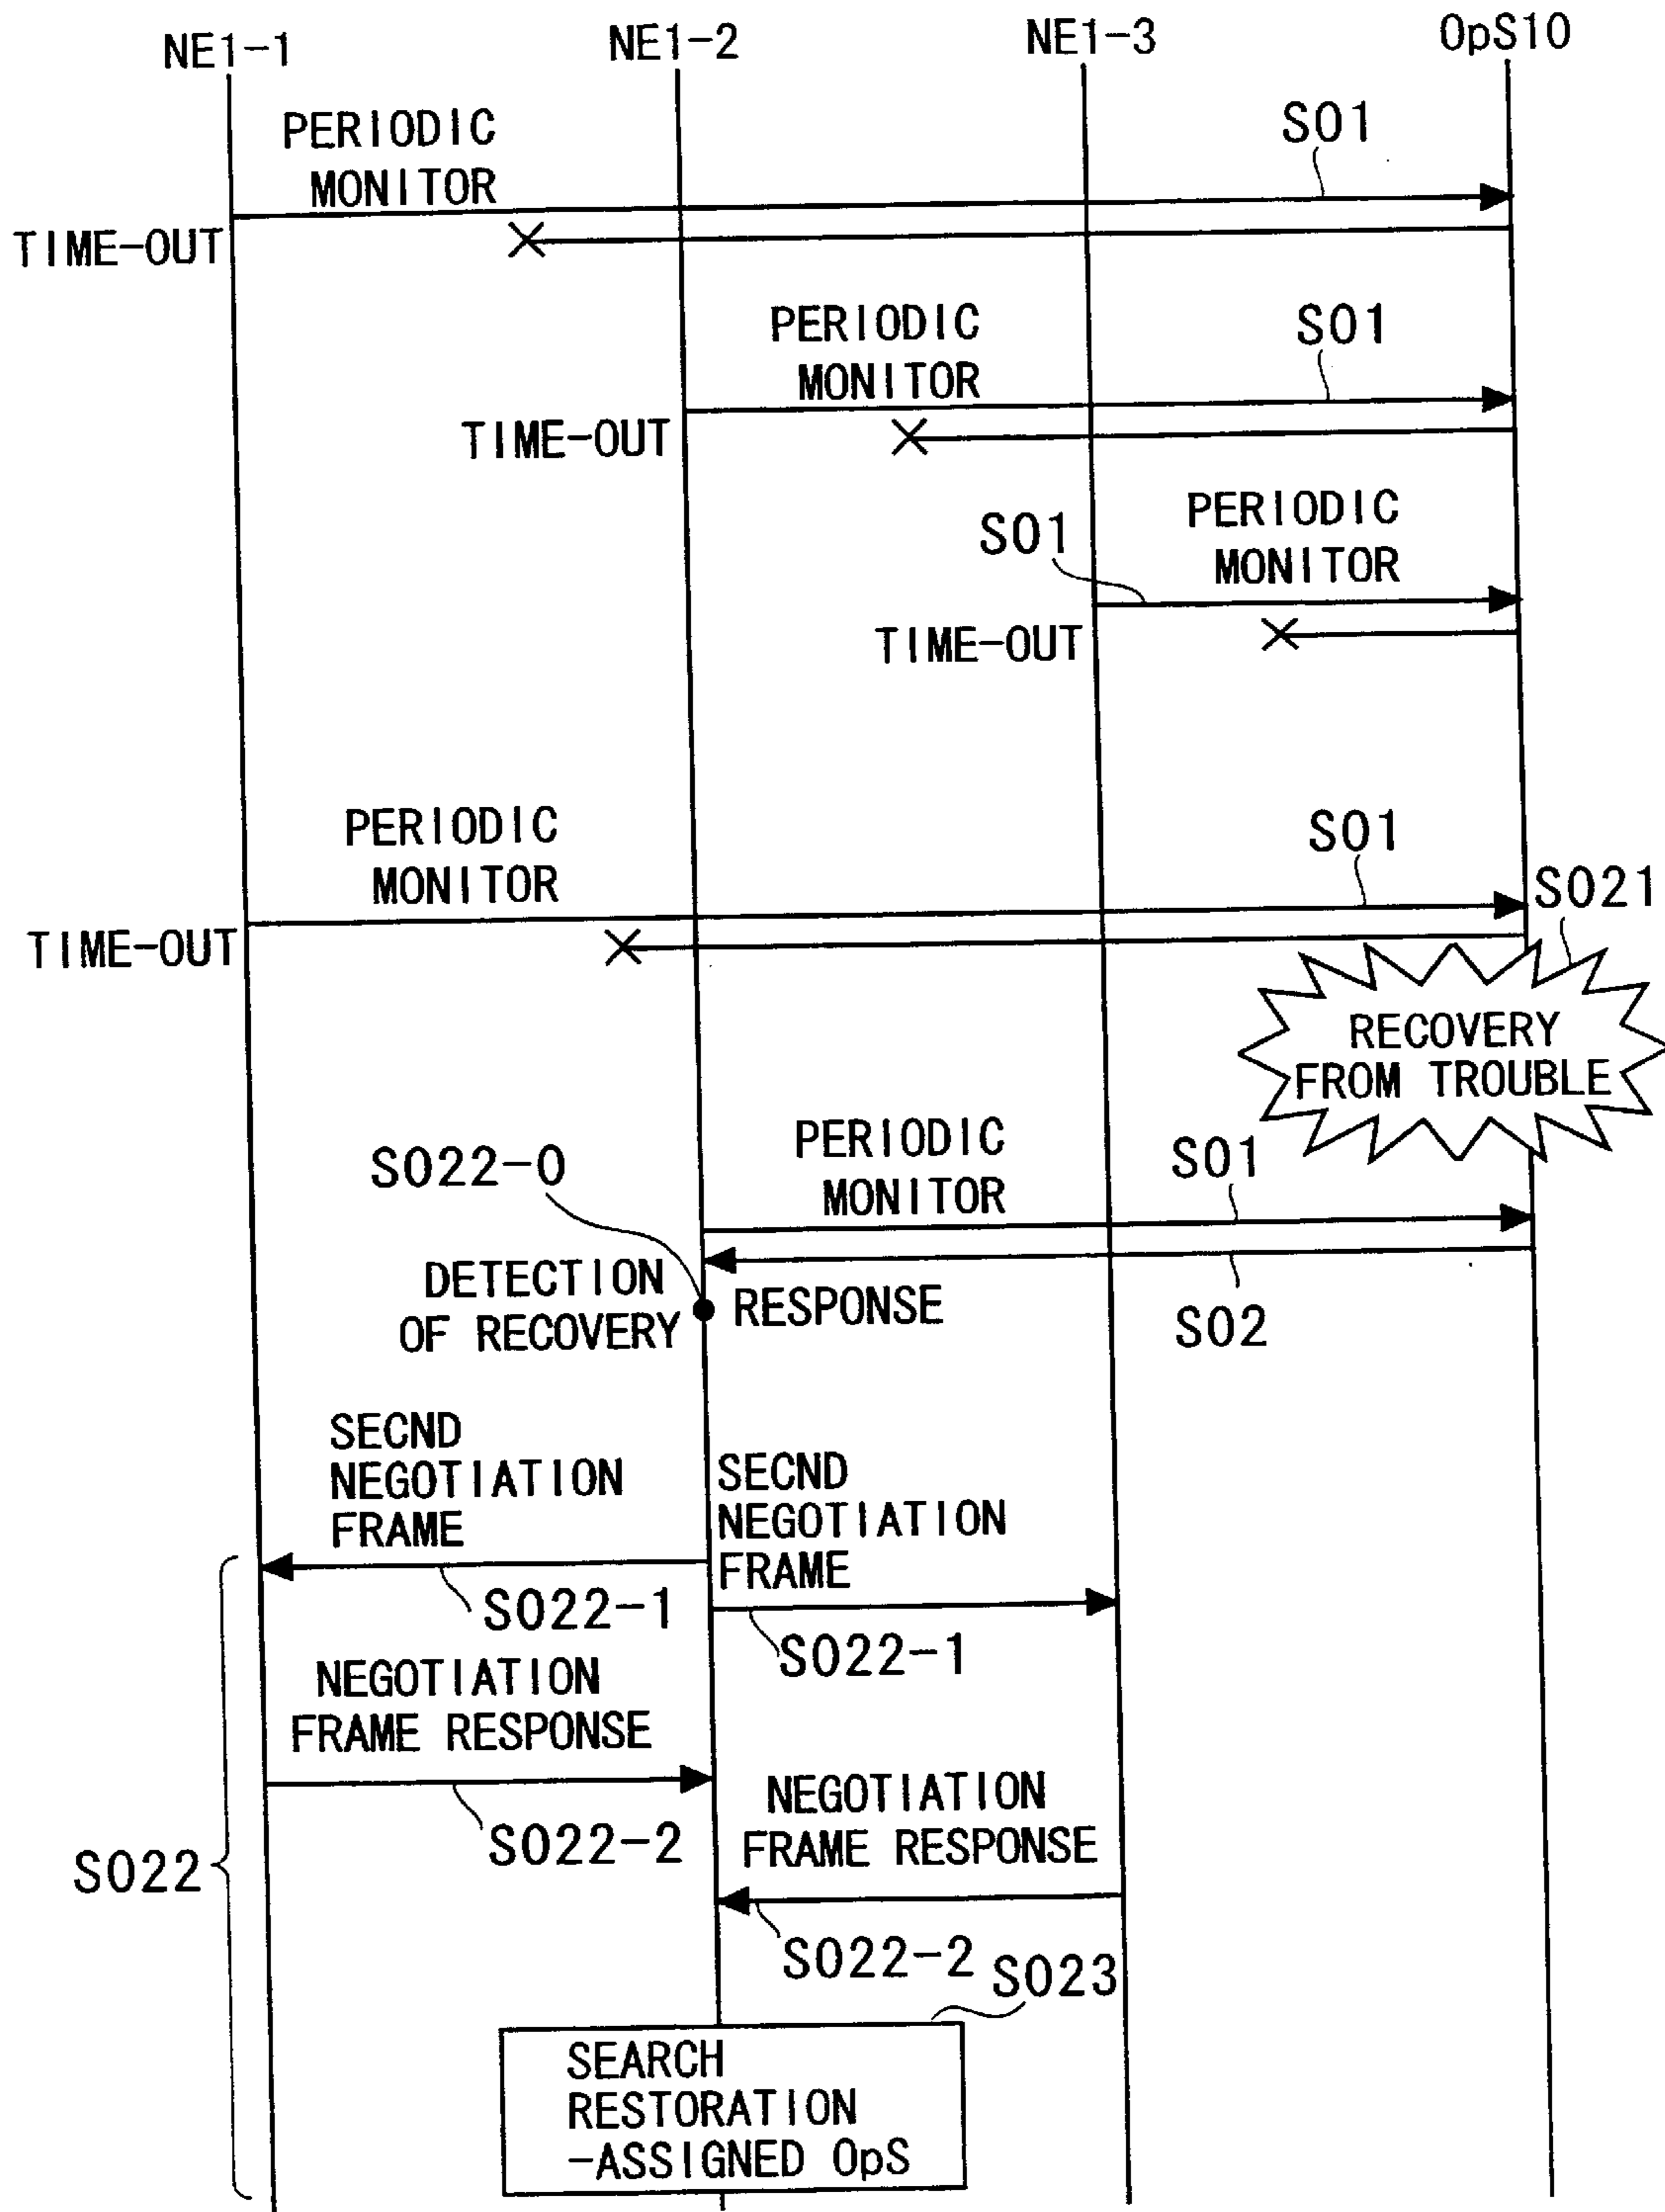 NE1-1
NE1-2
NE1-3
OpS10
PERIODIC
MONITOR
S01
TIME-OUT
PERIODIC
MONITOR
S01
TIME-OUT
PERIODIC
MONITOR
S01
TIME-OUT
PERIODIC
MONITOR
S01
S021
TIME-OUT
RECOVERY
FROM TROUBLE
S022-0
PERIODIC
MONITOR
S01
DETECTION
OF RECOVERY
RESPONSE
S02
SECND
NEGOTIATION
FRAME
SECND
NEGOTIATION
FRAME
S022-1
S022-1
NEGOTIATION
FRAME RESPONSE
S022-2
NEGOTIATION
FRAME RESPONSE
S022
S022-2
S023
SEARCH
RESTORATION
-ASSIGNED OpS